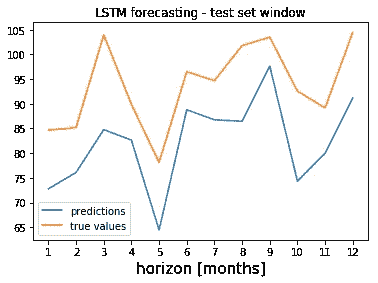 LSTM forecasting - test set window
105
100
95
90
85
80
75
70
65
predictions
true values
1 2 3 4 5 6 7 8 9 10 11 12
horizon [months]